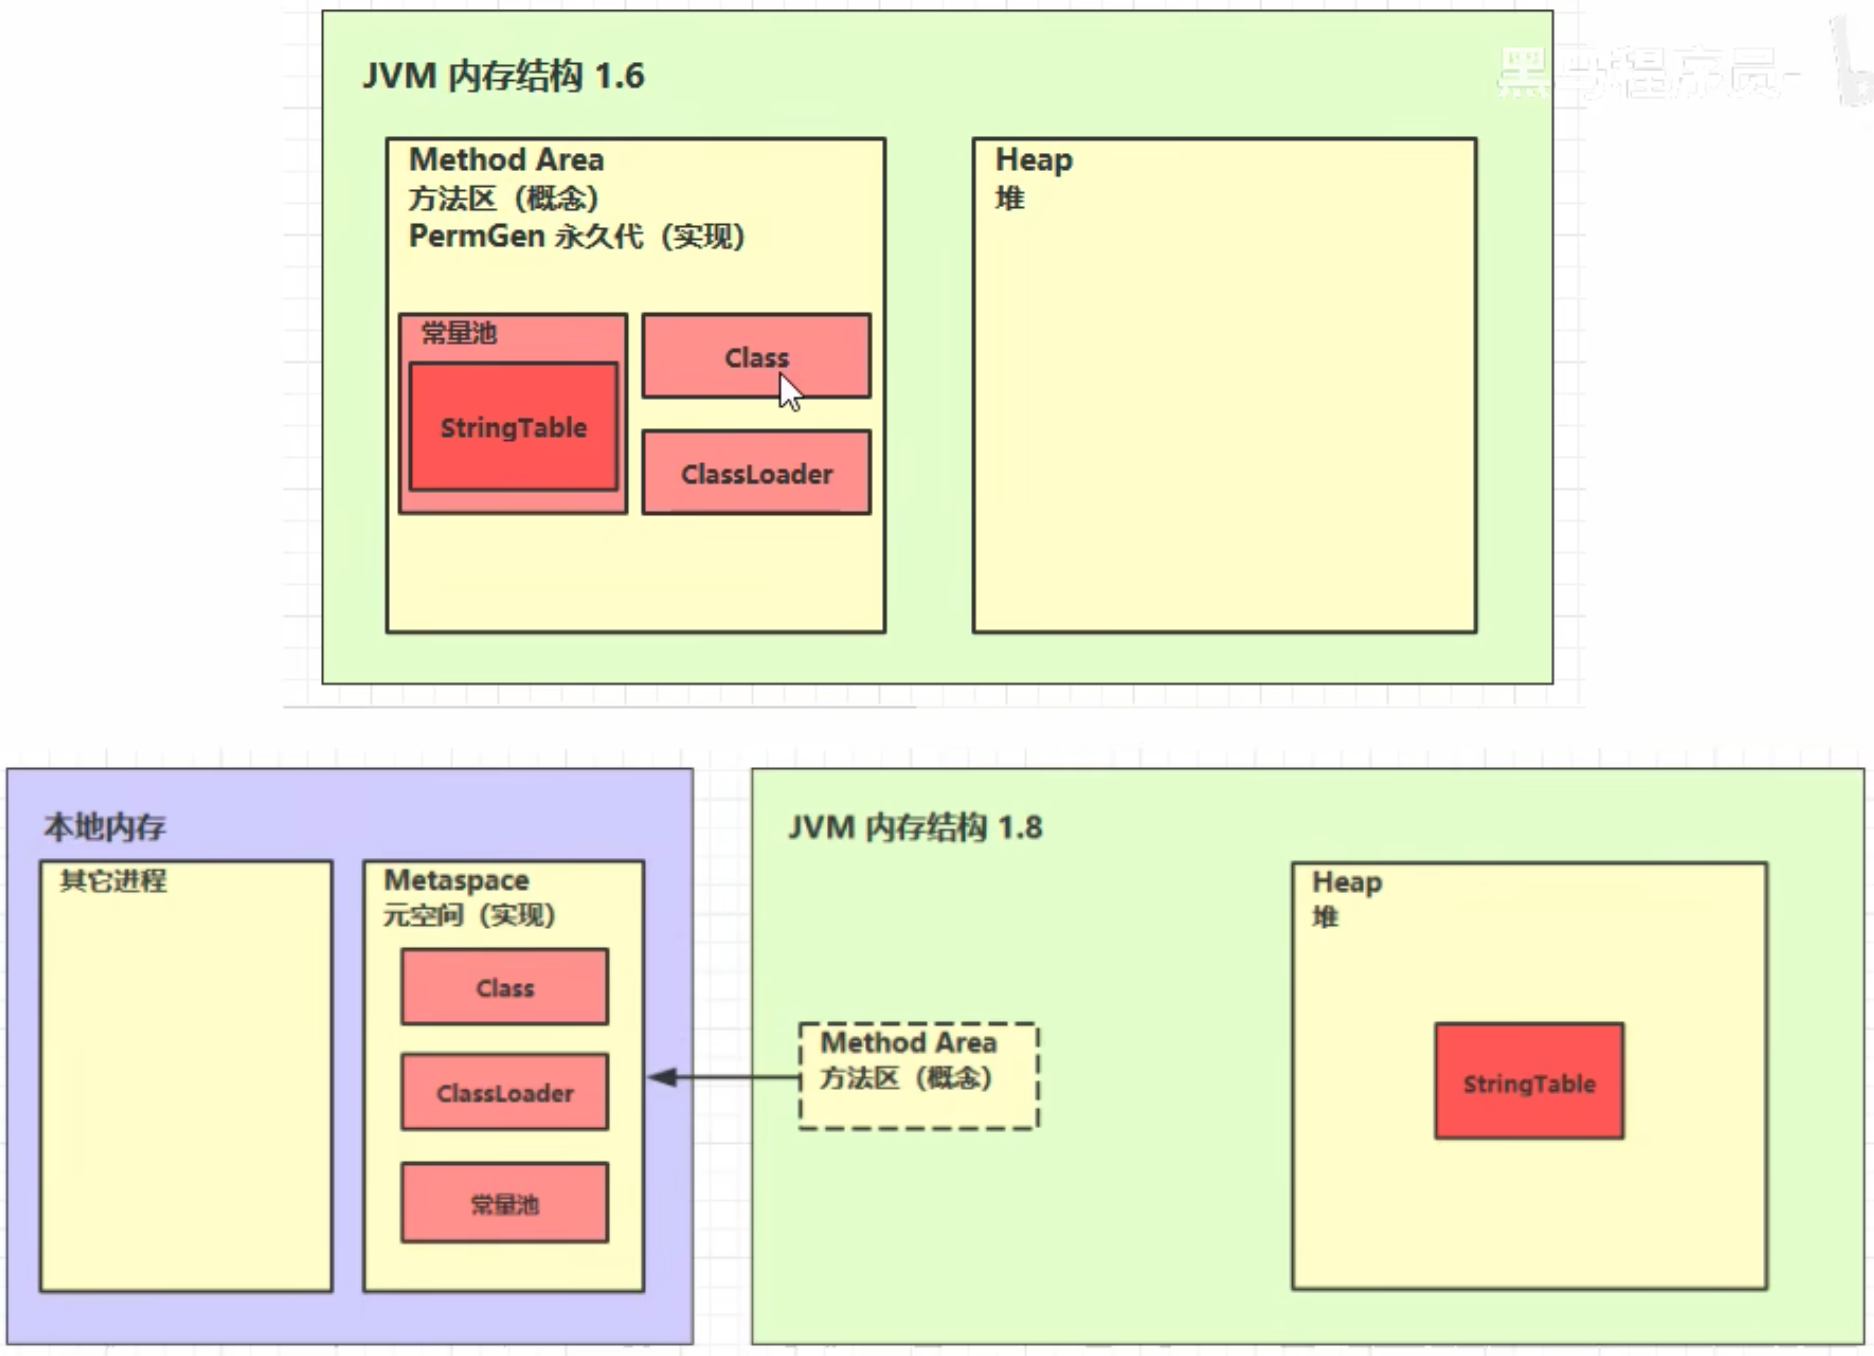 JVM 内存结构 1.6
黑马程序员-
Method Area
方法区（概念）
PermGen 永久代（实现）
常量池
StringTable
Class
ClassLoader
Heap
堆
本地内存
其它进程
Metaspace
元空间（实现）
Class
ClassLoader
常量池
JVM 内存结构 1.8
Method Area
方法区（概念）
Heap
堆
StringTable